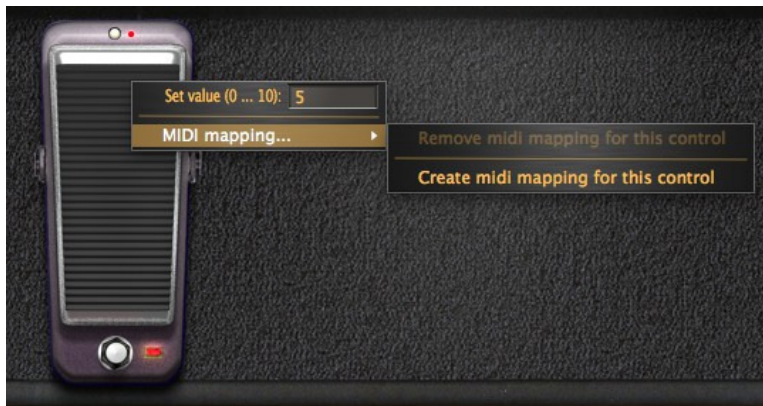 Set value (0 ... 10): 5
MIDI mapping...
Remove midi mapping for this control
Create midi mapping for this control